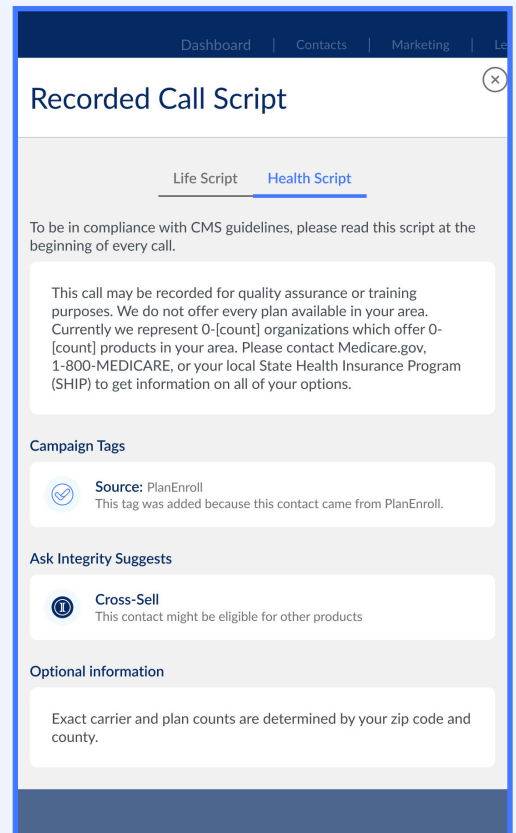 Dashboard | Contacts | Marketing | Le
Recorded Call Script
Life Script Health Script
To be in compliance with CMS guidelines, please read this script at the
beginning of every call.
This call may be recorded for quality assurance or training
purposes. We do not offer every plan available in your area.
Currently we represent 0-[count] organizations which offer 0-
[count] products in your area. Please contact Medicare.gov,
1-800-MEDICARE, or your local State Health Insurance Program
(SHIP) to get information on all of your options.
Campaign Tags
Source: PlanEnroll
This tag was added because this contact came from PlanEnroll.
Ask Integrity Suggests
Cross-Sell
This contact might be eligible for other products
Optional information
Exact carrier and plan counts are determined by your zip code and
county.